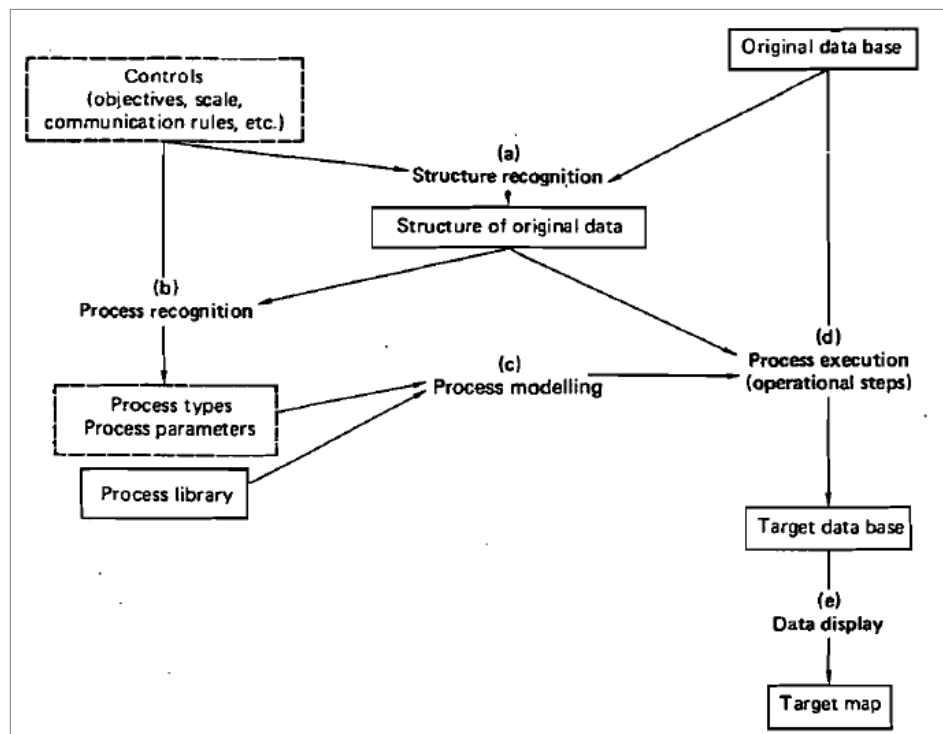 Original data base
Controls
(objectives, scale,
communication rules, etc.)
(a)
Structure recognition
Structure of original data
(b)
Process recognition
(c)
Process modelling
(d)
Process execution
(operational steps)
Process types
Process parameters
Process library
Target data base
(e)
Data display
Target map